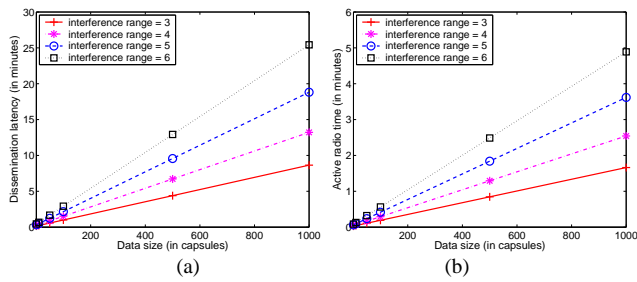 30
25
20
15
10
5
0
Dissemination latency (in minutes)
interference range = 3
interference range = 4
interference range = 5
interference range = 6
200 400 600 800 1000
Data size (in capsules)
(a)
6
5
4
3
2
1
0
Active radio time (in minutes)
interference range = 3
interference range = 4
interference range = 5
interference range = 6
200 400 600 800 1000
Data size (in capsules)
(b)